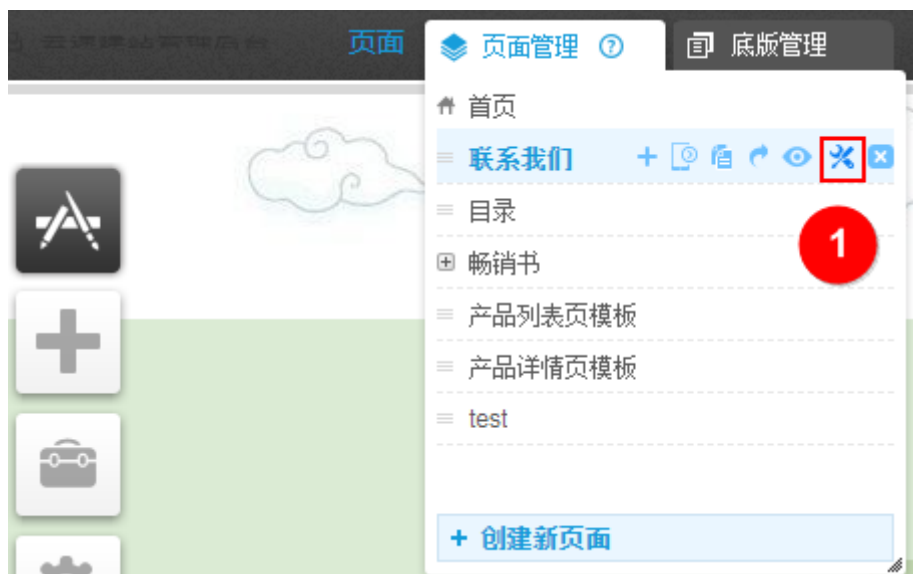 页面 页面管理 底版管理
首页
联系我们
目录
1
畅销书
产品列表页模板
产品详情页模板
test
+ 创建新页面